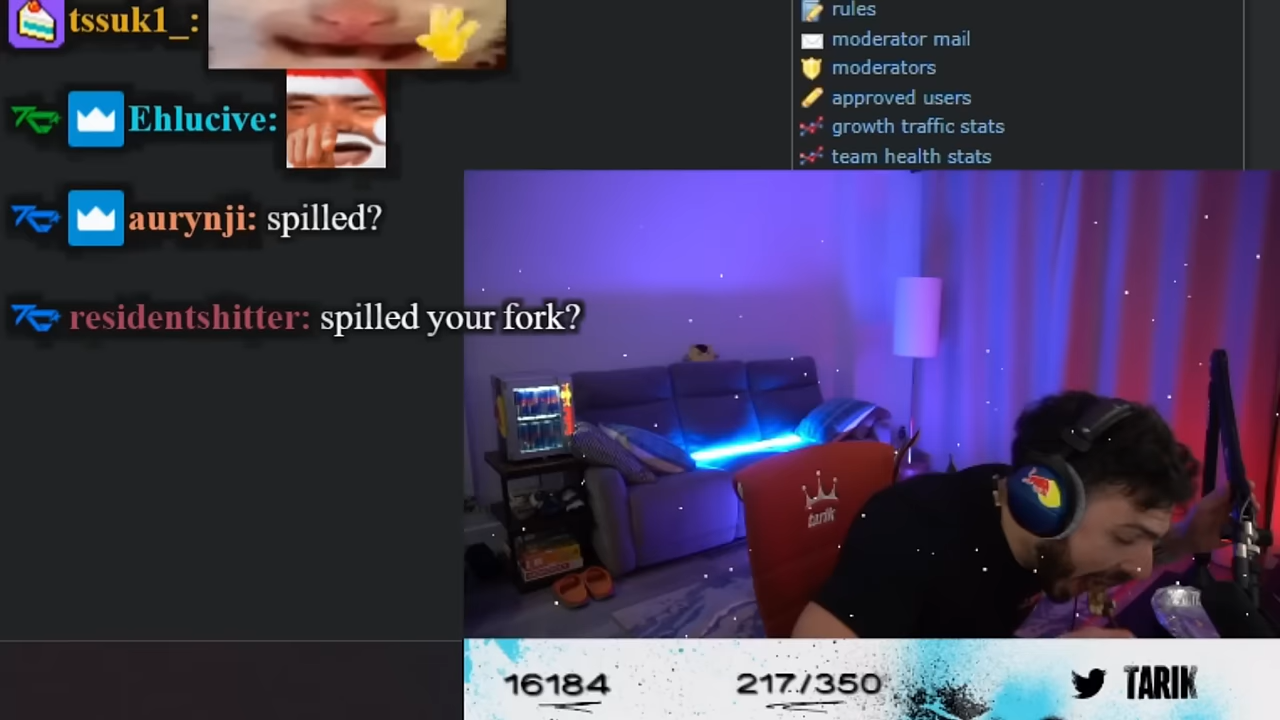 tssuk1_:
Ehlucive:
aurynji: spilled?
residentshitter: spilled your fork?
rules
moderator mail
moderators
approved users
growth traffic stats
team health stats
tarik
16184
217/350
TARIK